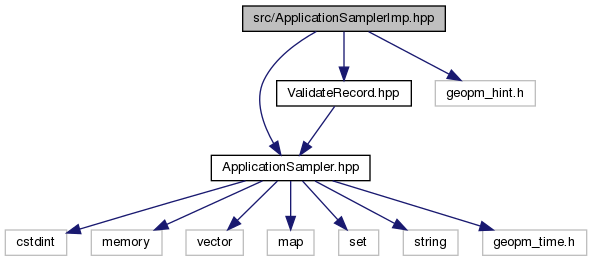 src/ApplicationSamplerImp.hpp
ValidateRecord.hpp
geopm_hint.h
ApplicationSampler.hpp
cstdint
memory
vector
map
set
string
geopm_time.h